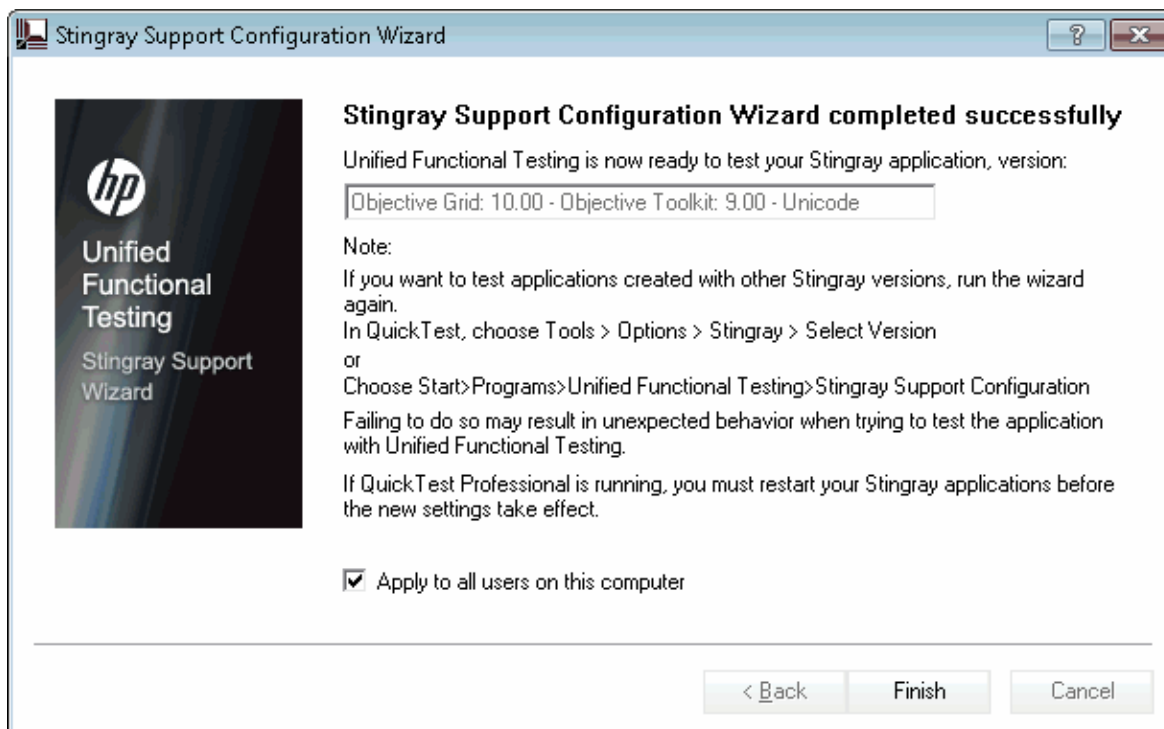 Stingray Support Configuration Wizard
?
hp
Unified
Functional
Testing
Stingray Support
Wizard
Stingray Support Configuration Wizard completed successfully
Unified Functional Testing is now ready to test your Stingray application, version:
Objective Grid: 10.00 - Objective Toolkit: 9.00 - Unicode
Note:
If you want to test applications created with other Stingray versions, run the wizard
again.
In QuickTest, choose Tools > Options > Stingray > Select Version
or
Choose Start>Programs>Unified Functional Testing>Stingray Support Configuration
Failing to do so may result in unexpected behavior when trying to test the application
with Unified Functional Testing.
If QuickTest Professional is running, you must restart your Stingray applications before
the new settings take effect.
Apply to all users on this computer
< Back
Finish
Cancel